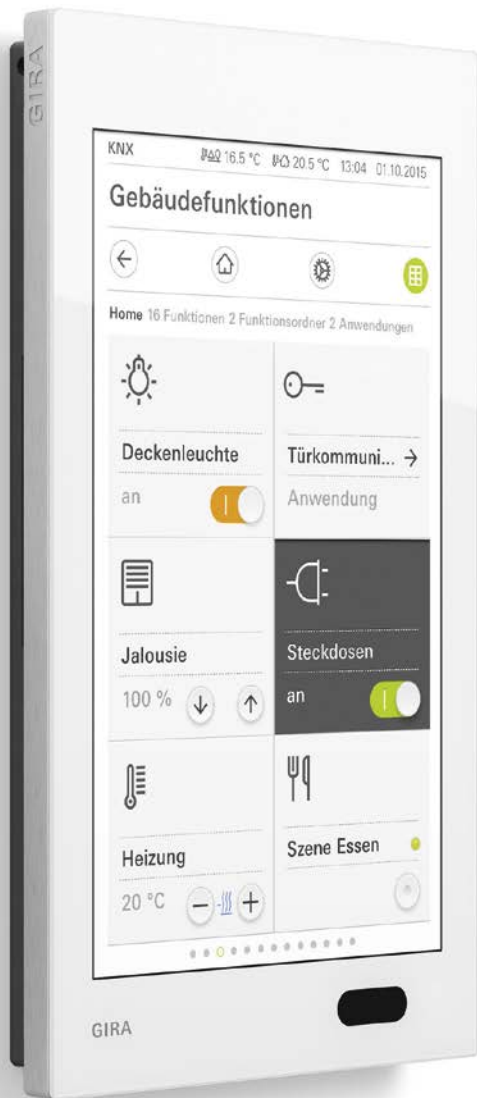 GIRA
KNX 16.5 °C 20.5 °C 13:04 01.10.2015
Gebäudefunktionen
Home 16 Funktionen 2 Funktionsordner 2 Anwendungen
Deckenleuchte
an
Türkommuni... →
Anwendung
Jalousie
100 %
Steckdosen
an
Heizung
20 °C
Szene Essen
GIRA